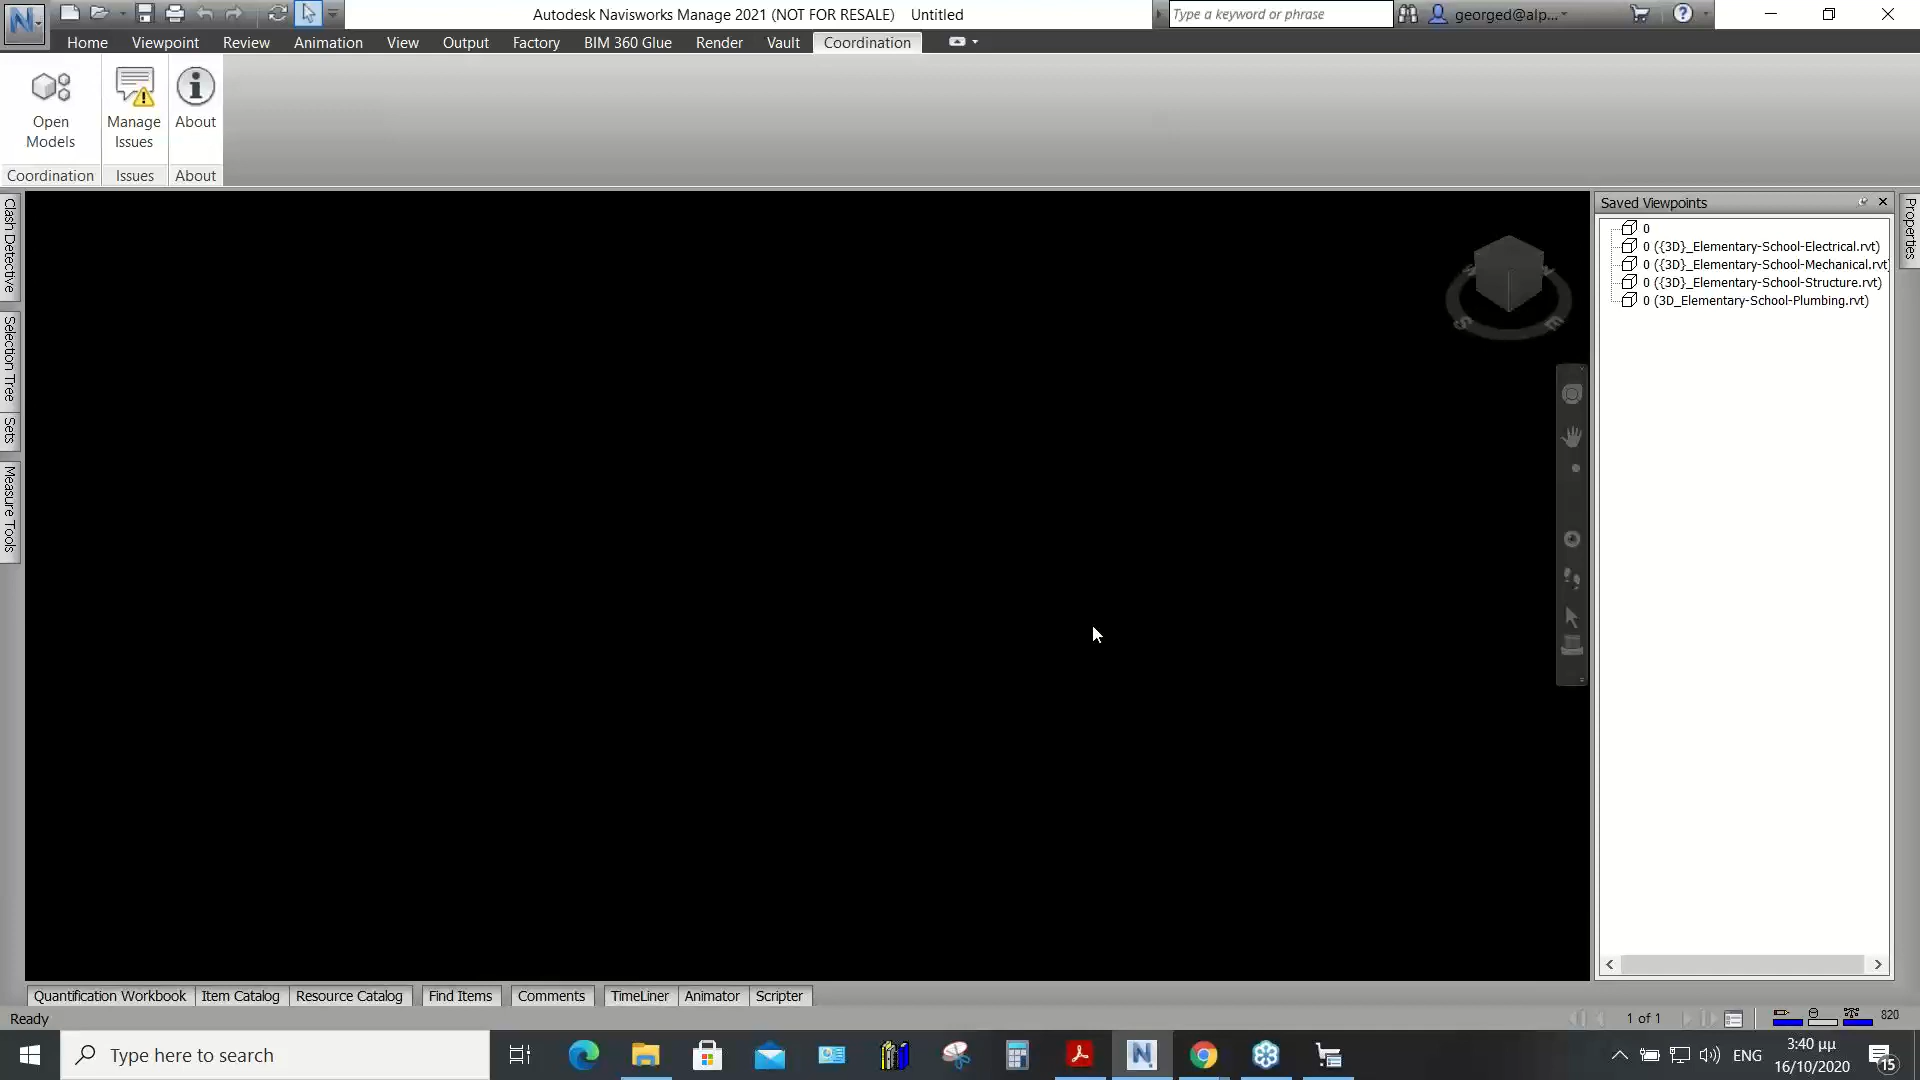 Autodesk Navisworks Manage 2021 (NOT FOR RESALE) Untitled
Type a keyword or phrase
georged@alp...
Home Viewpoint Review Animation View Output Factory BIM 360 Glue Render Vault Coordination
Open Models
Manage Issues
About
Coordination Issues About
Clash Detective
Selection Tree
Sets
Measure Tools
Saved Viewpoints
0
0 ({3D}_Elementary-School-Electrical.rvt)
0 ({3D}_Elementary-School-Mechanical.rvt)
0 ({3D}_Elementary-School-Structure.rvt)
0 (3D_Elementary-School-Plumbing.rvt)
Properties
S
E
Quantification Workbook Item Catalog Resource Catalog Find Items Comments TimeLiner Animator Scripter
Ready
1 of 1
820
Type here to search
ENG
3:40 μμ
16/10/2020
15